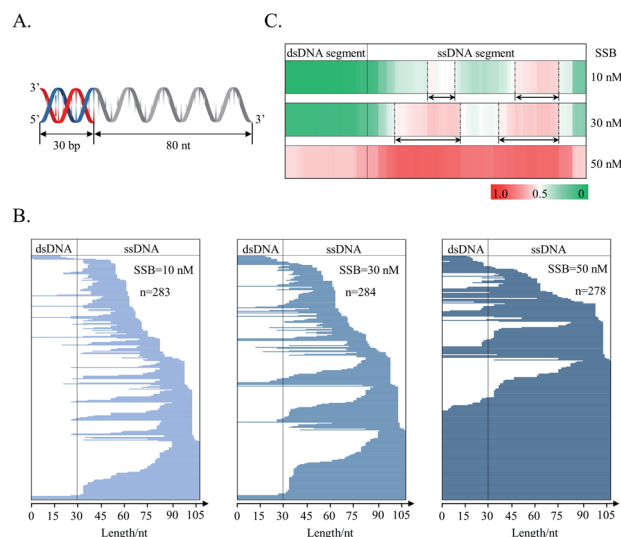 A.
3’
5’
3’
30 bp
80 nt
C.
dsDNA segment
ssDNA segment
SSB
10 nM
30 nM
50 nM
1.0
0.5
0
B.
dsDNA
ssDNA
SSB=10 nM
n=283
0 15 30 45 60 75 90 105
Length/nt
dsDNA
ssDNA
SSB=30 nM
n=284
0 15 30 45 60 75 90 105
Length/nt
dsDNA
ssDNA
SSB=50 nM
n=278
0 15 30 45 60 75 90 105
Length/nt